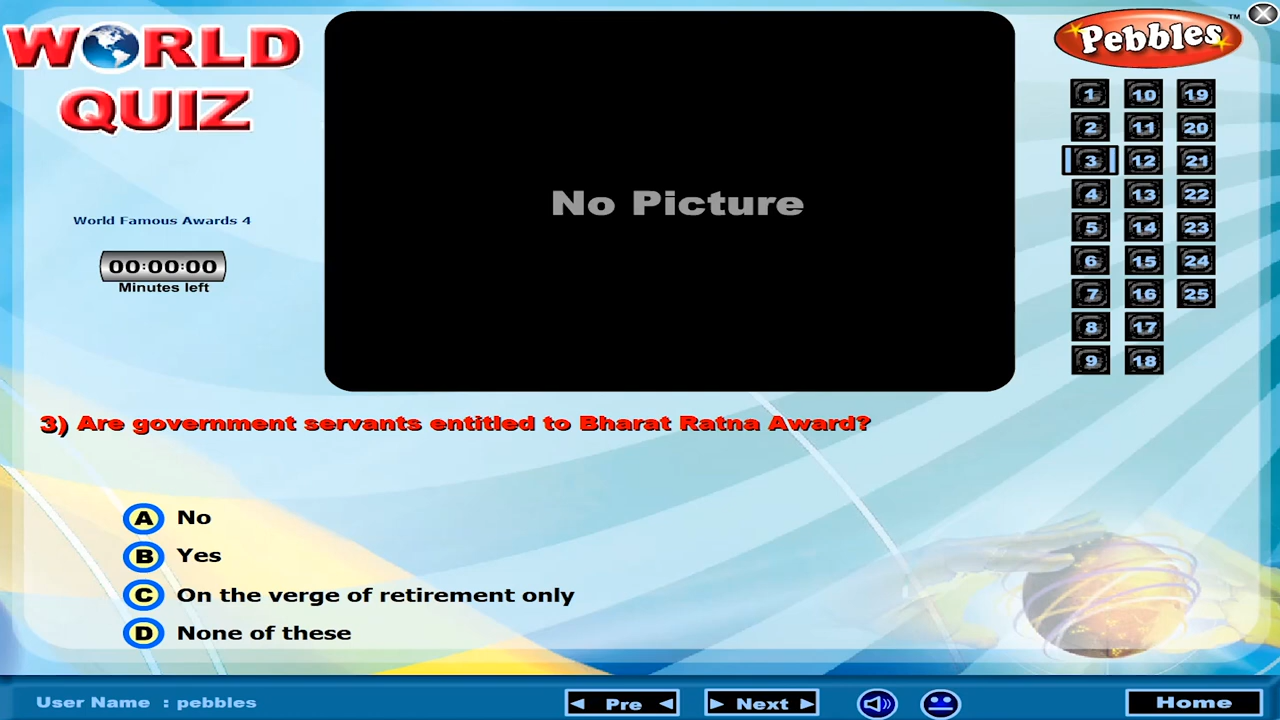 WORLD
QUIZ
World Famous Awards 4
00:00:00
Minutes left
No Picture
Pebbles™
1 10 19
2 11 20
3 12 21
4 13 22
5 14 23
6 15 24
7 16 25
8 17
9 18
3) Are government servants entitled to Bharat Ratna Award?
A No
B Yes
C On the verge of retirement only
D None of these
User Name : pebbles
Pre
Next
Home